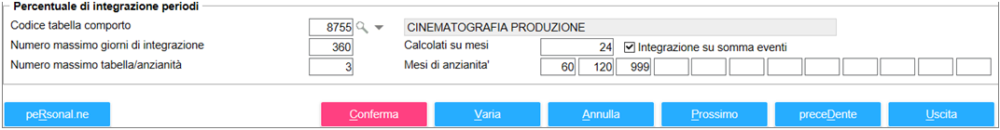 Percentuale di integrazione periodi
Codice tabella comporto 8755 CINEMATOGRAFIA PRODUZIONE
Numero massimo giorni di integrazione 360 Calcolati su mesi 24 Integrazione su somma eventi
Numero massimo tabella/anzianità 3 Mesi di anzianita' 60 120 999
peRsonal.ne Conferma Varia Annulla Prossimo preceDente Uscita